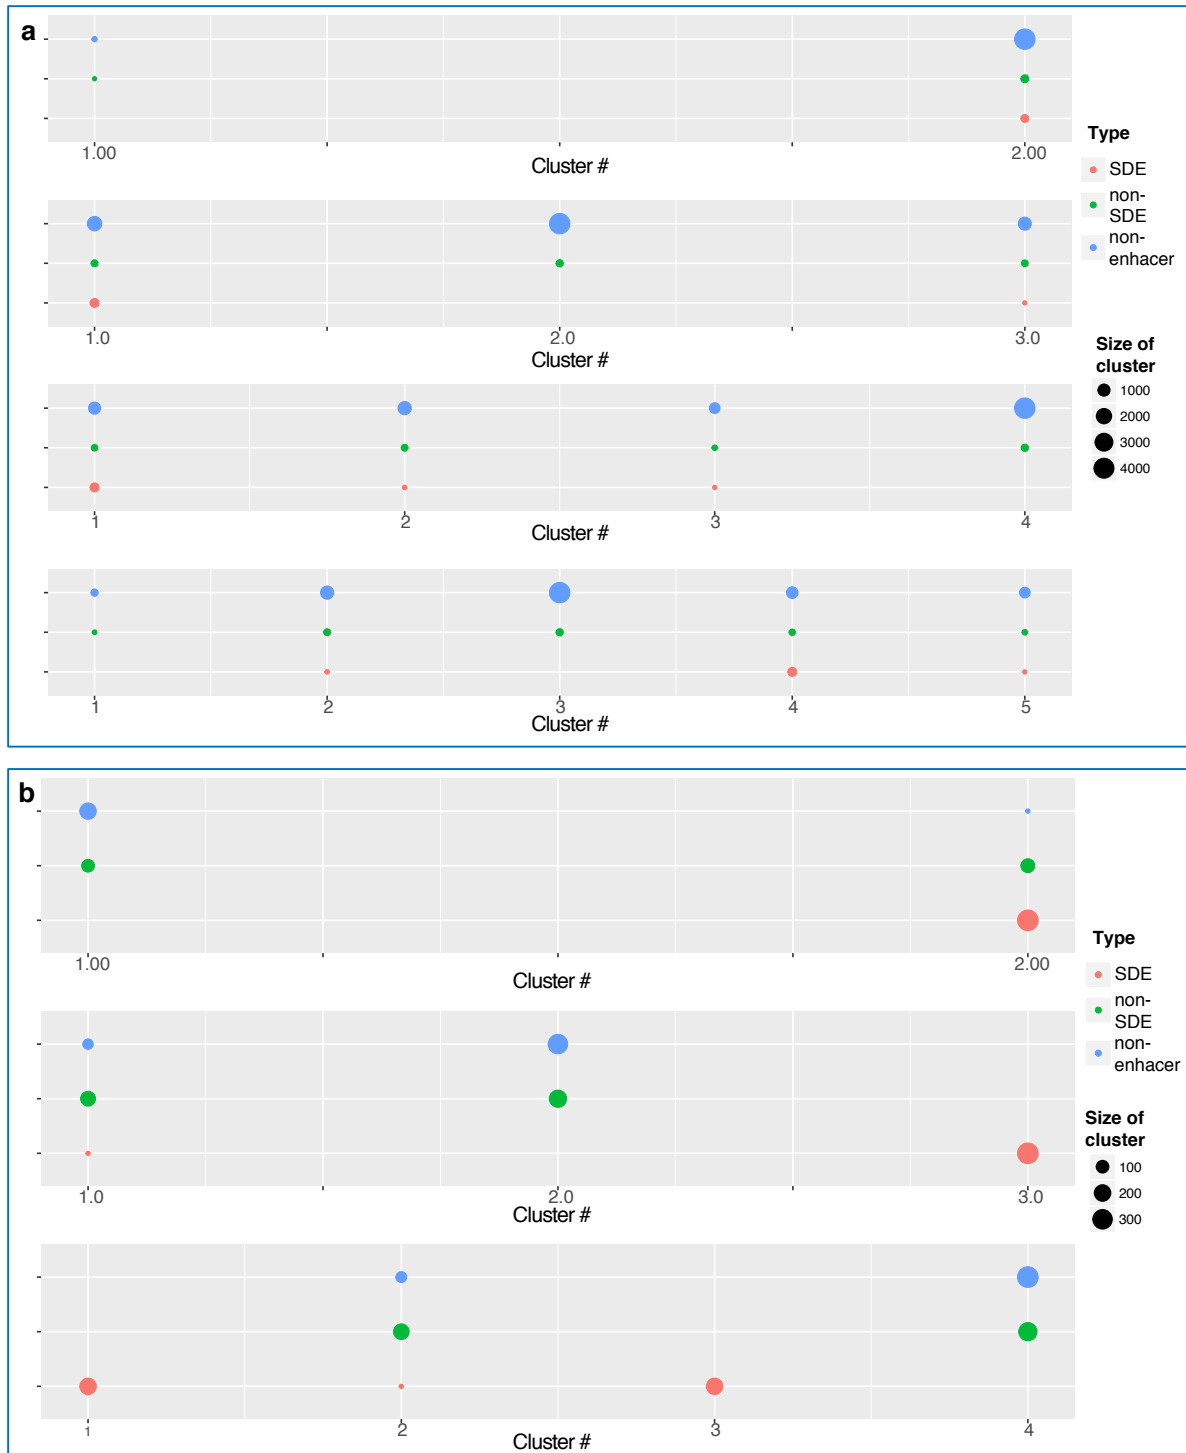 a
1.00
2.00
Cluster #
Type
SDE
non-
SDE
non-
enhacer
1.0
2.0
3.0
Cluster #
Size of
cluster
1000
2000
3000
4000
1
2
3
4
Cluster #
1
2
3
4
5
Cluster #
b
1.00
2.00
Cluster #
Type
SDE
non-
SDE
non-
enhacer
1.0
2.0
3.0
Cluster #
Size of
cluster
100
200
300
1
2
3
4
Cluster #